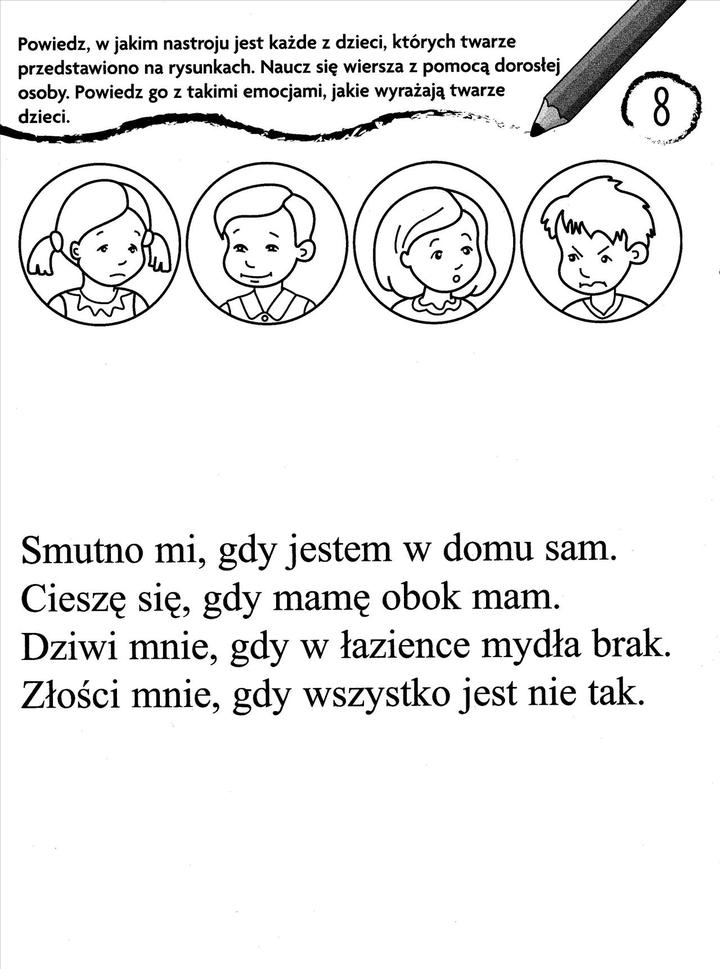 Powiedz, w jakim nastroju jest każde z dzieci, których twarze
przedstawiono na rysunkach. Naucz się wiersza z pomocą dorosłej
osoby. Powiedz go z takimi emocjami, jakie wyrażają twarze
dzieci.
8
Smutno mi, gdy jestem w domu sam.
Cieszę się, gdy mamę obok mam.
Dziwi mnie, gdy w łazience mydła brak.
Złości mnie, gdy wszystko jest nie tak.